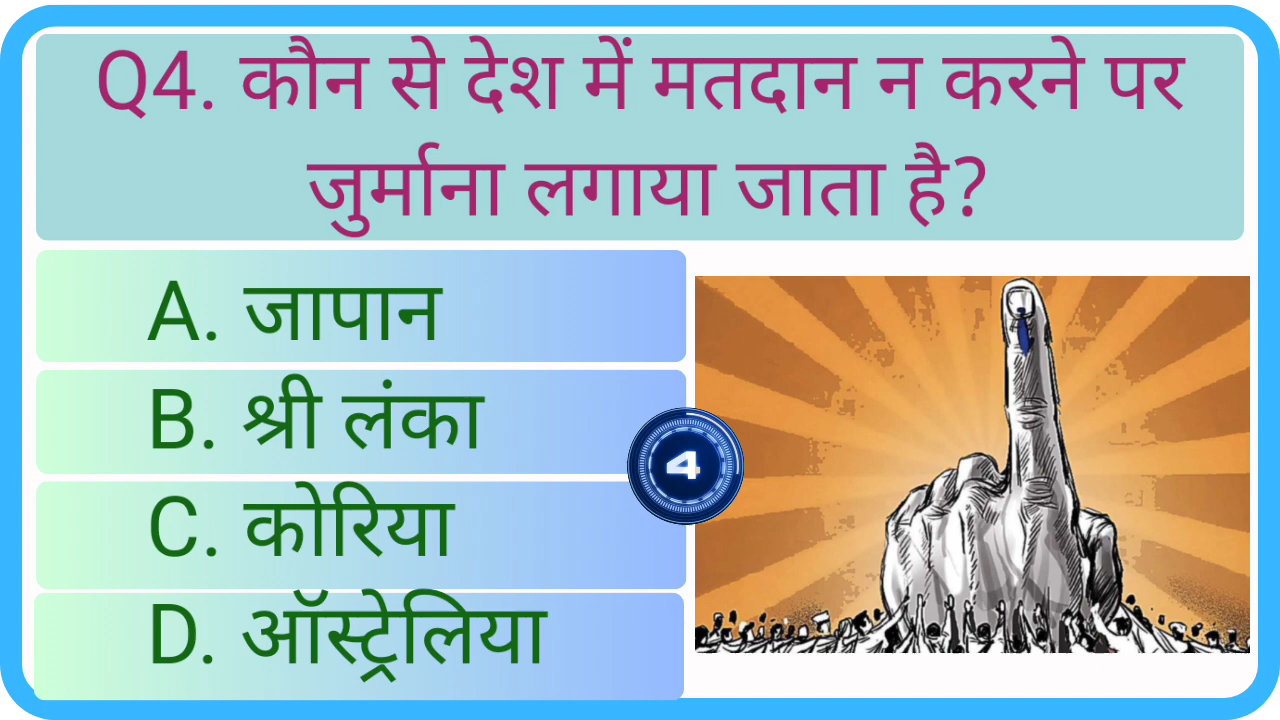 Q4. कौन से देश में मतदान न करने पर
जुर्माना लगाया जाता है?
A. जापान
B. श्री लंका
4
C. कोरिया
D. ऑस्ट्रेलिया